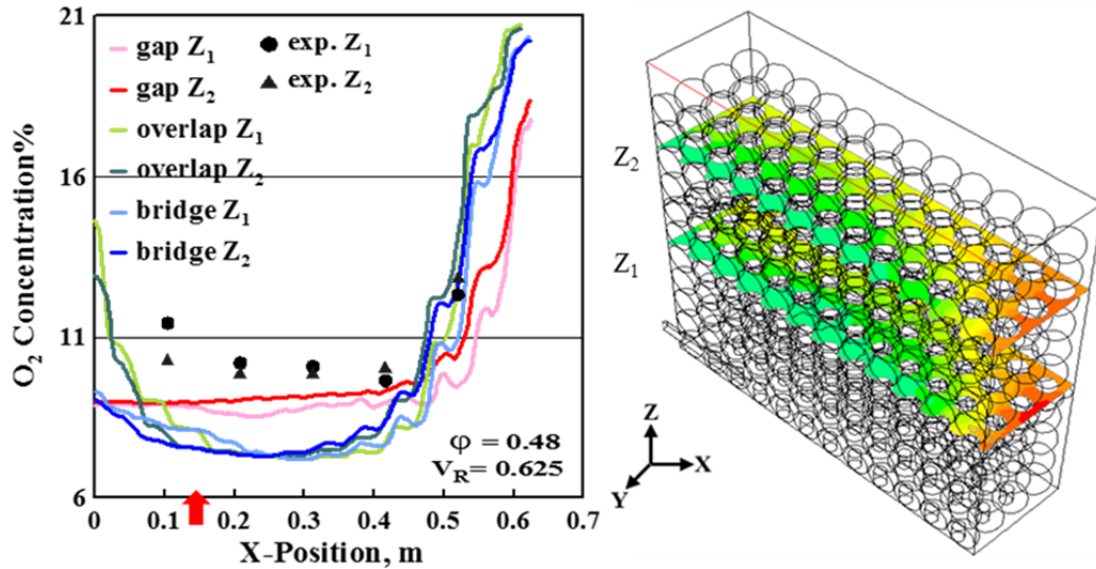 O₂ Concentration%
21
16
11
6
gap Z₁
gap Z₂
overlap Z₁
overlap Z₂
bridge Z₁
bridge Z₂
exp. Z₁
exp. Z₂
φ = 0.48
V_R= 0.625
0 0.1 0.2 0.3 0.4 0.5 0.6 0.7
X-Position, m
Z₂
Z₁
Z
X
Y